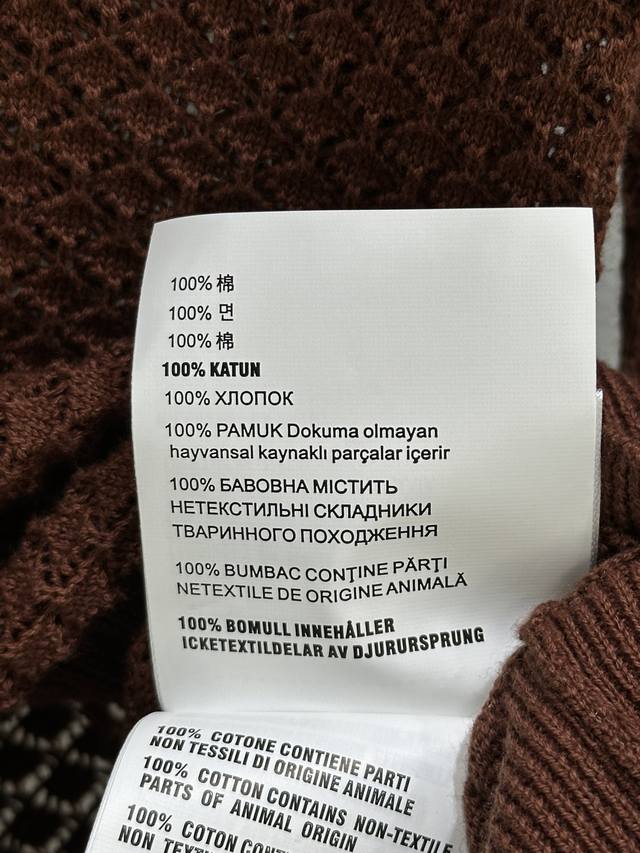 100% 棉
100% 면
100% 棉
100% KATUN
100% ХЛОПОК
100% PAMUK Dokuma olmayan
hayvansal kaynaklı parçalar içerir
100% БАВОВНА МІСТИТЬ
НЕТЕКСТИЛЬНІ СКЛАДНИКИ
ТВАРИННОГО ПОХОДЖЕННЯ
100% BUMBAC CONŢINE PĂRŢI
NETEXTILE DE ORIGINE ANIMALĂ
100% BOMULL INNEHÅLLER
ICKETEXTILDELAR AV DJURURSPRUNG
100% COTONE CONTIENE PARTI
NON TESSILI DI ORIGINE ANIMALE
100% COTTON CONTAINS NON-TEXTILE
PARTS OF ANIMAL ORIGIN
100% COTON
NON